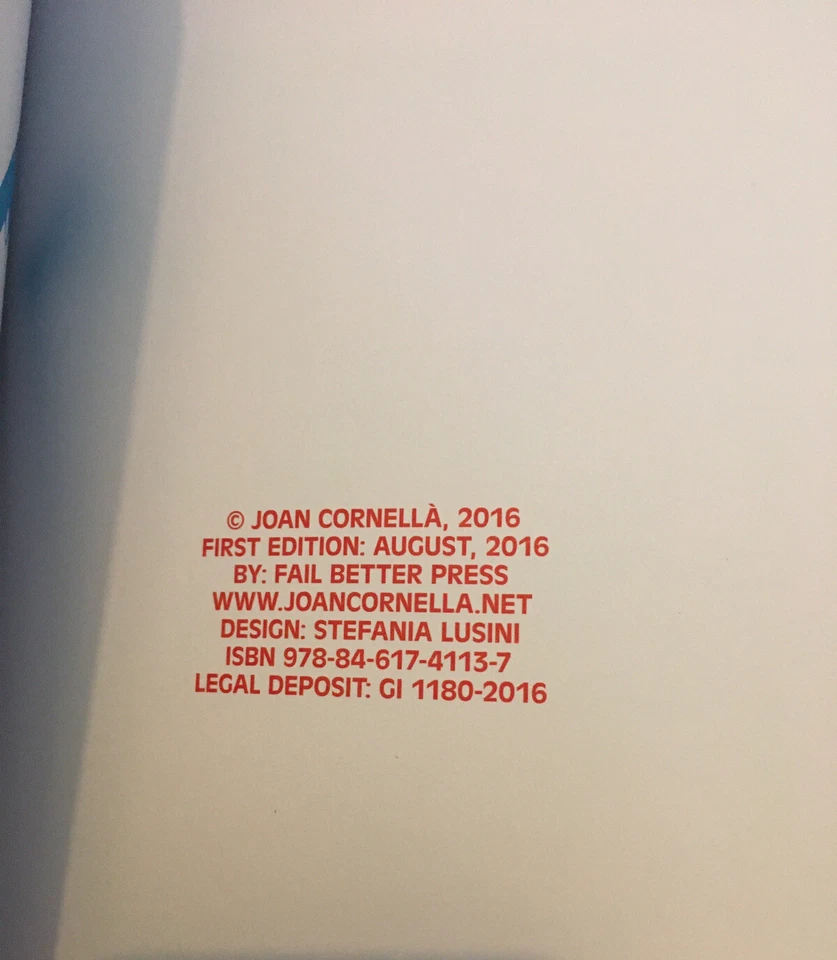 © JOAN CORNELLÀ, 2016
FIRST EDITION: AUGUST, 2016
BY: FAIL BETTER PRESS
WWW.JOANCORNELLA.NET
DESIGN: STEFANIA LUSINI
ISBN 978-84-617-4113-7
LEGAL DEPOSIT: GI 1180-2016